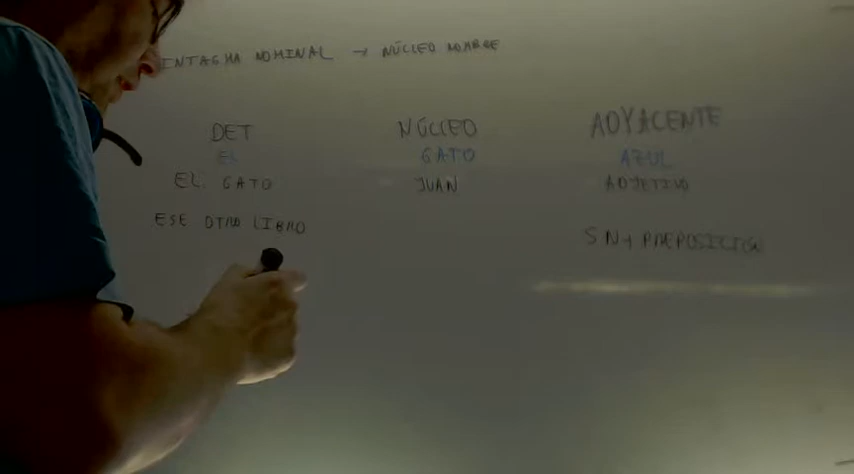 SINTAGMA NOMINAL → NÚCLEO NOMBRE
DET NÚCLEO ADYACENTE
EL GATO AZUL
EL GATO JUAN ADJETIVO
ESE OTRO LIBRO
SN + PREPOSICIÓN